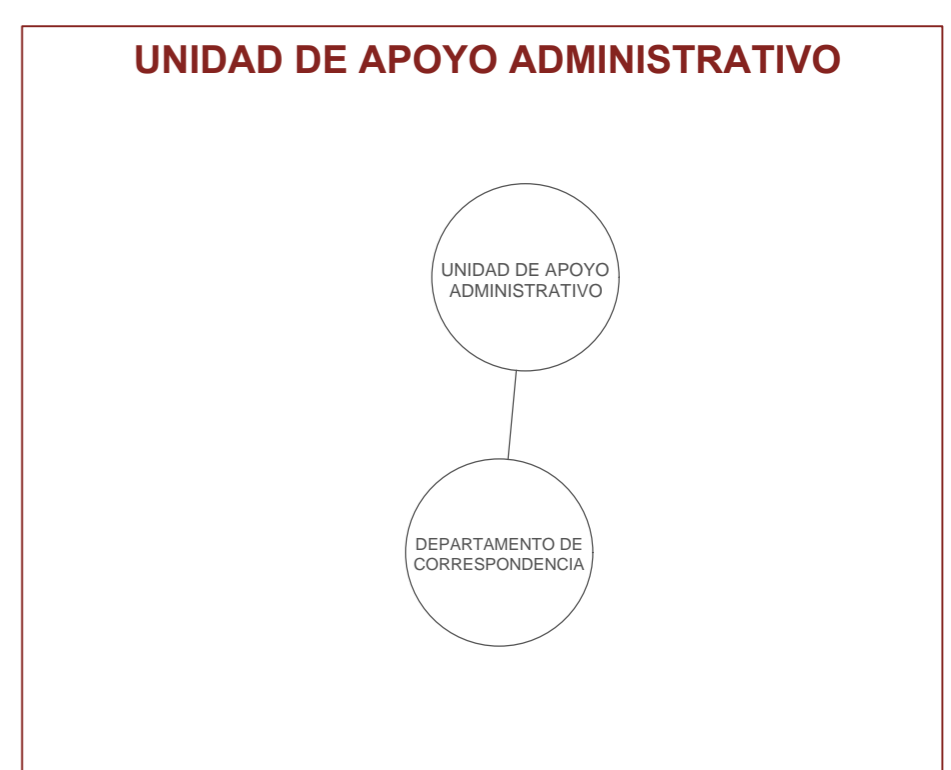 UNIDAD DE APOYO ADMINISTRATIVO
UNIDAD DE APOYO
ADMINISTRATIVO
DEPARTAMENTO DE
CORRESPONDENCIA